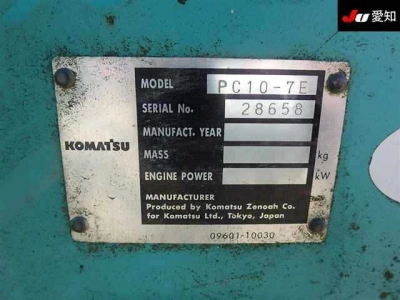 Ju 愛知
MODEL PC10-7E
SERIAL No. 28658
MANUFACT. YEAR
KOMATSU
MASS kg
ENGINE POWER kW
MANUFACTURER
Produced by Komatsu Zenoah Co.
for Komatsu Ltd., Tokyo, Japan
09601-10030